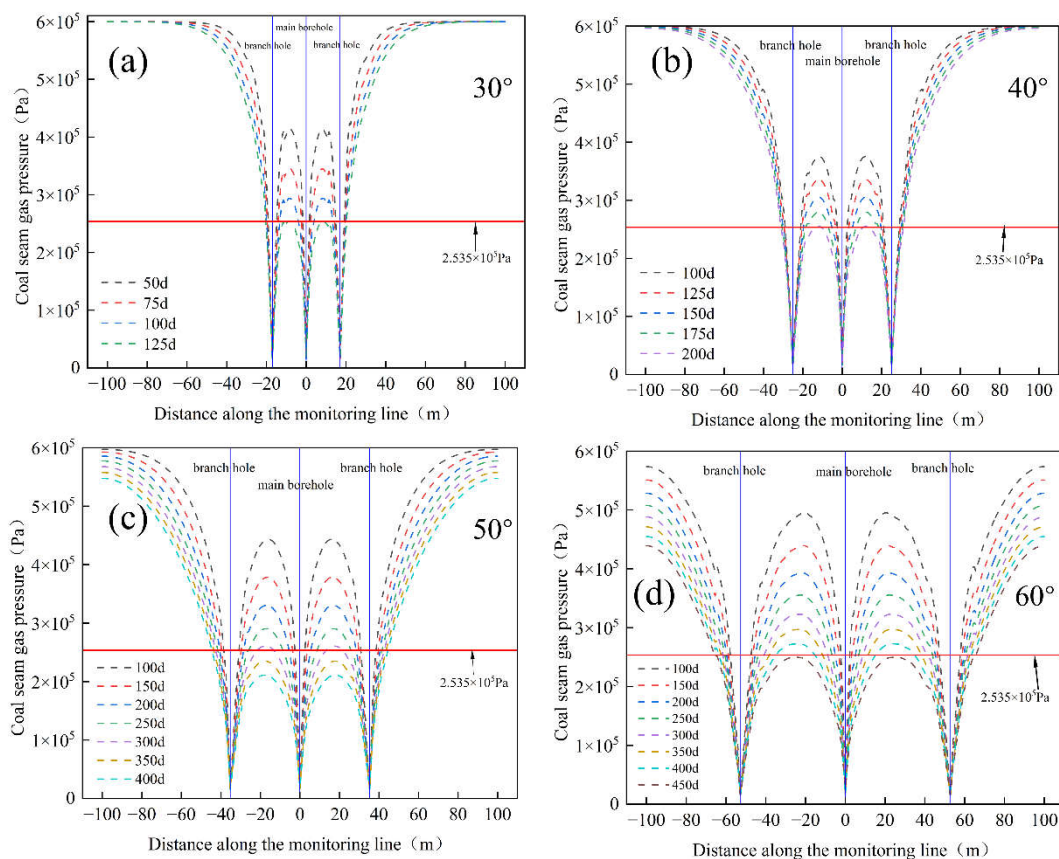 (a)
main borehole
branch hole
branch hole
30°
6×10⁵
5×10⁵
4×10⁵
3×10⁵
2×10⁵
1×10⁵
0
Coal seam gas pressure（Pa）
2.535×10⁵Pa
50d
75d
100d
125d
−100 −80 −60 −40 −20 0 20 40 60 80 100
Distance along the monitoring line（m）
(b)
branch hole
branch hole
main borehole
40°
6×10⁵
5×10⁵
4×10⁵
3×10⁵
2×10⁵
1×10⁵
0
Coal seam gas pressure（Pa）
2.535×10⁵Pa
100d
125d
150d
175d
200d
−100 −80 −60 −40 −20 0 20 40 60 80 100
Distance along the monitoring line（m）
(c)
branch hole
branch hole
main borehole
50°
6×10⁵
5×10⁵
4×10⁵
3×10⁵
2×10⁵
1×10⁵
0
Coal seam gas pressure（Pa）
2.535×10⁵Pa
100d
150d
200d
250d
300d
350d
400d
−100 −80 −60 −40 −20 0 20 40 60 80 100
Distance along the monitoring line（m）
branch hole
main borehole
branch hole
(d)
60°
6×10⁵
5×10⁵
4×10⁵
3×10⁵
2×10⁵
1×10⁵
0
Coal seam gas pressure（Pa）
2.535×10⁵Pa
100d
150d
200d
250d
300d
350d
400d
450d
−100 −80 −60 −40 −20 0 20 40 60 80 100
Distance along the monitoring line（m）